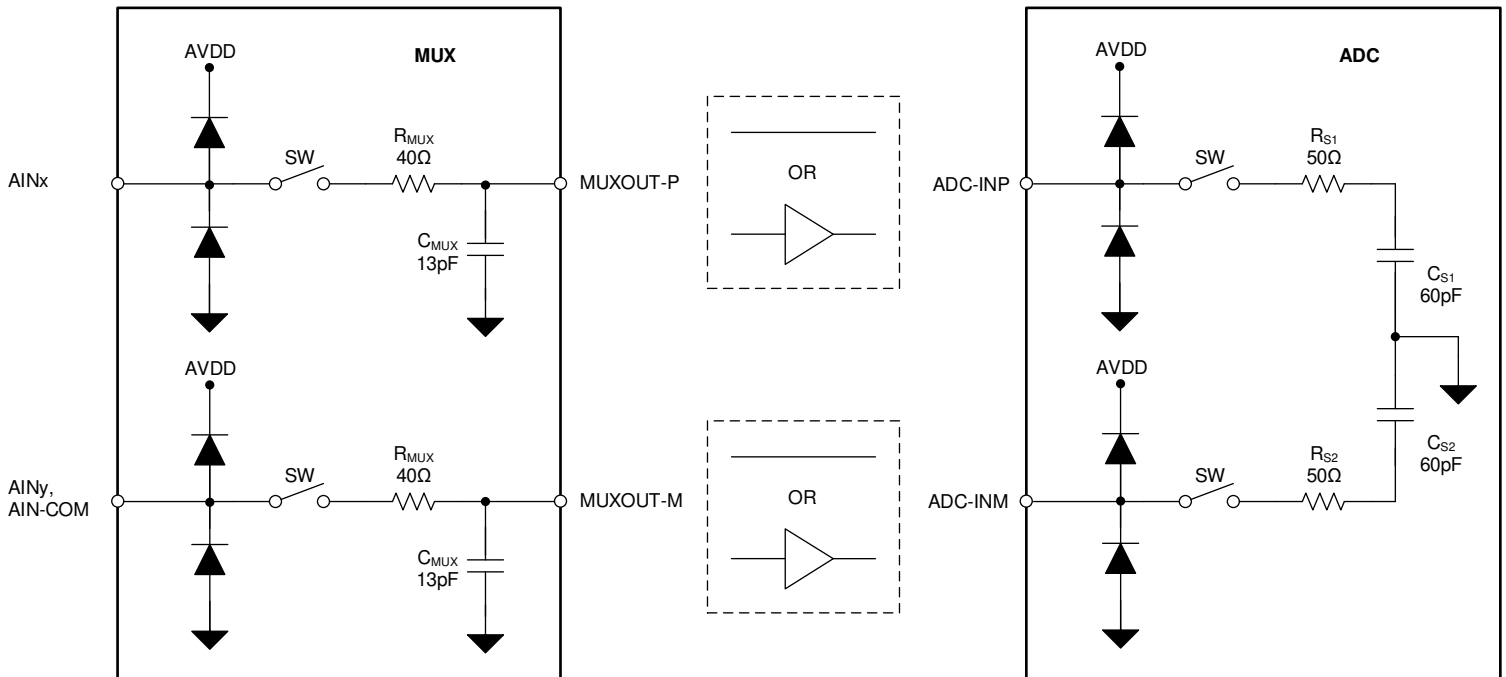 MUX
AVDD
SW
RMUX
40Ω
AINx
MUXOUT-P
CMUX
13pF
AVDD
SW
RMUX
40Ω
AINy,
AIN-COM
MUXOUT-M
CMUX
13pF
OR
OR
ADC
AVDD
SW
RS1
50Ω
ADC-INP
CS1
60pF
AVDD
CS2
60pF
SW
RS2
50Ω
ADC-INM